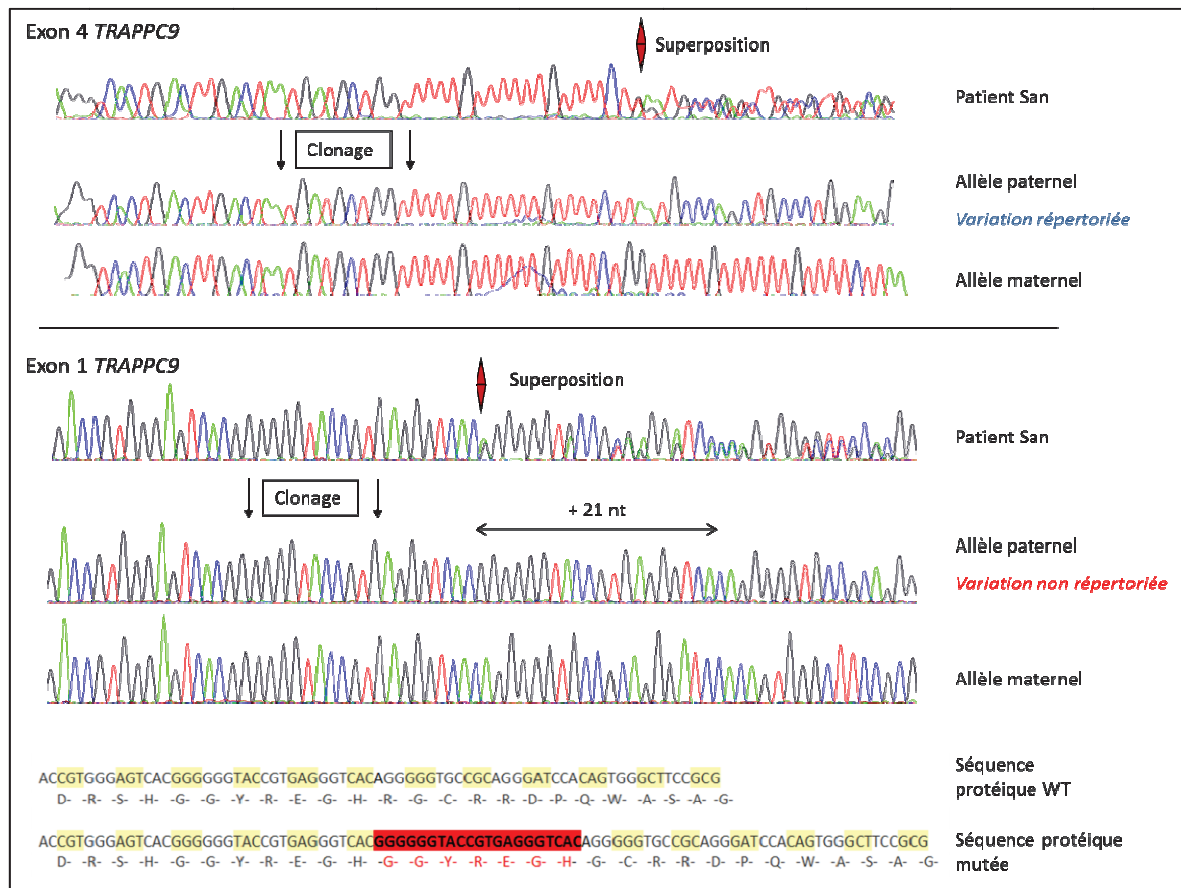 Exon 4 TRAPPC9
Superposition
Patient San
Clonage
Allèle paternel
Variation répertoriée
Allèle maternel
Exon 1 TRAPPC9
Superposition
Patient San
Clonage
+ 21 nt
Allèle paternel
Variation non répertoriée
Allèle maternel
ACCGTGGGAGTCACGGGGGGTACCGTGAGGGTCACAGGGGGTGCCGCAGGGATCCACAGTGGGCTTCCGCG
Séquence
protéique WT
D- -R- -S- -H- -G- -G- -Y- -R- -E- -G- -H- -R- -G- -C- -R- -R- -D- -P- -Q- -W- -A- -S- -A- -G-
ACCGTGGGAGTCACGGGGGGTACCGTGAGGGTCACGGGGGGTACCGTGAGGGTCACAGGGGGTGCCGCAGGGATCCACAGTGGGCTTCCGCG
Séquence protéique
mutée
D- -R- -S- -H- -G- -G- -Y- -R- -E- -G- -H- -G- -G- -Y- -R- -E- -G- -H- -G- -C- -R- -R- -D- -P- -Q- -W- -A- -S- -A- -G-